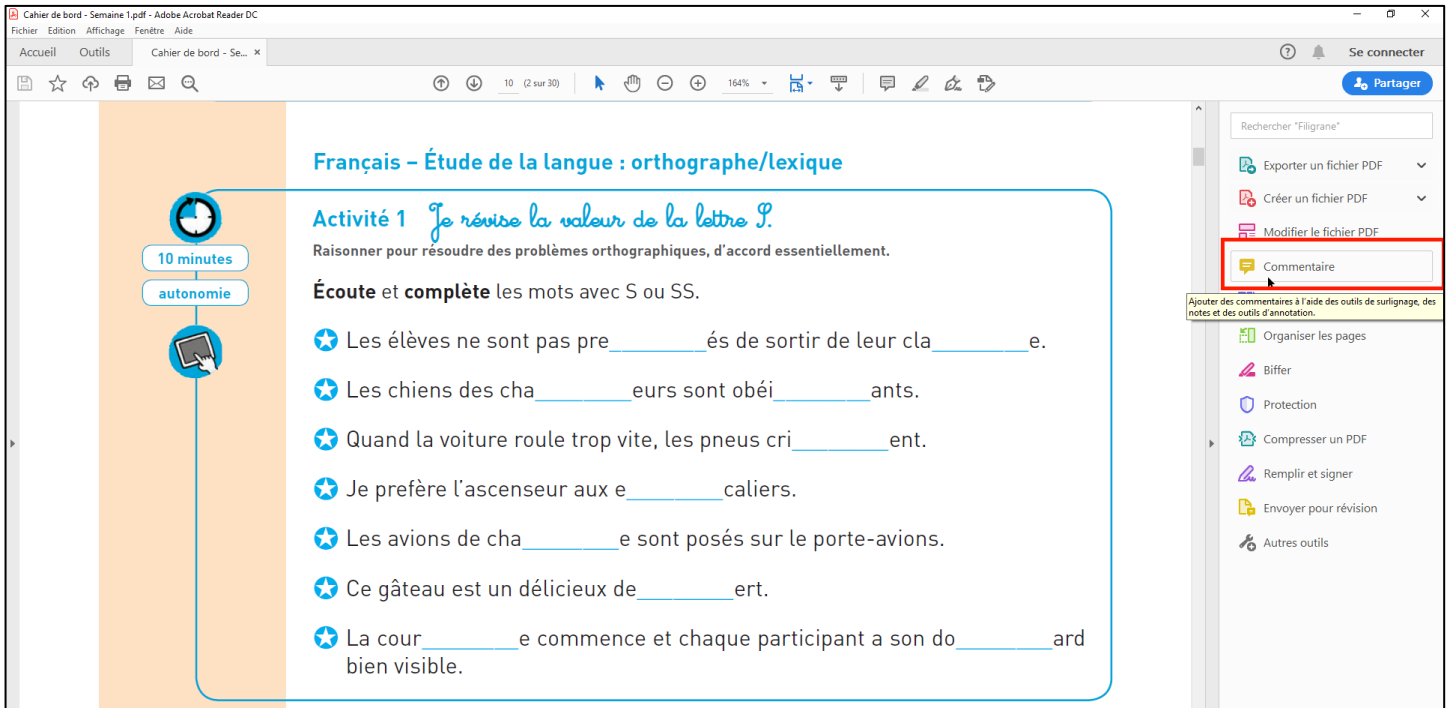 Cahier de bord - Semaine 1.pdf - Adobe Acrobat Reader DC
Fichier Edition Affichage Fenêtre Aide
Accueil Outils Cahier de bord - Se... × Se connecter
10 (2 sur 30) 164% Partager
Rechercher "Filigrane"
Exporter un fichier PDF
Créer un fichier PDF
Modifier le fichier PDF
Commentaire
Ajouter des commentaires à l'aide des outils de surlignage, des
notes et des outils d'annotation.
Organiser les pages
Biffer
Protection
Compresser un PDF
Remplir et signer
Envoyer pour révision
Autres outils
Français – Étude de la langue : orthographe/lexique
Activité 1 Je révise la valeur de la lettre S.
Raisonner pour résoudre des problèmes orthographiques, d'accord essentiellement.
10 minutes
autonomie
Écoute et complète les mots avec S ou SS.
Les élèves ne sont pas pre________és de sortir de leur cla________e.
Les chiens des cha________eurs sont obéi________ants.
Quand la voiture roule trop vite, les pneus cri________ent.
Je prefère l'ascenseur aux e________caliers.
Les avions de cha________e sont posés sur le porte-avions.
Ce gâteau est un délicieux de________ert.
La cour________e commence et chaque participant a son do________ard
bien visible.